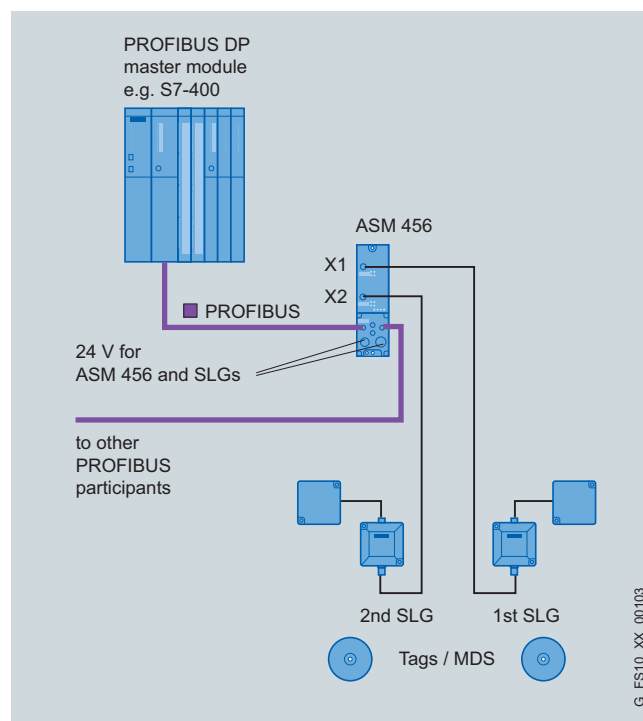 PROFIBUS DP
master module
e.g. S7-400
ASM 456
X1
X2
PROFIBUS
24 V for
ASM 456 and SLGs
to other
PROFIBUS
participants
2nd SLG
1st SLG
Tags / MDS
G_FS10_XX_00103